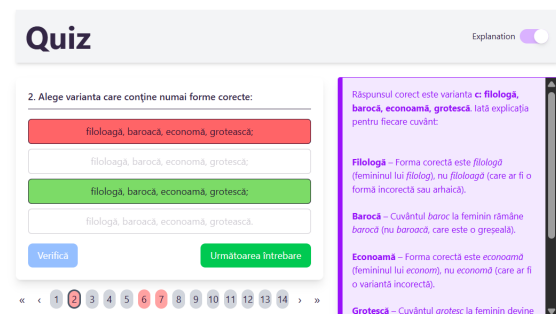 Quiz
Explanation
2. Alege varianta care conține numai forme corecte:
filoloagă, baroacă, economă, grotească;
filoloagă, barocă, economă, grotescă;
filologă, barocă, econoamă, grotescă;
filologă, barocă, econoamă, grotească.
Verifică
Următoarea întrebare
« ‹ 1 2 3 4 5 6 7 8 9 10 11 12 13 14 › »
Răspunsul corect este varianta c: filologă,
barocă, econoamă, grotescă. Iată explicația
pentru fiecare cuvânt:
Filologă – Forma corectă este filologă
(femininul lui filolog), nu filoloagă (care ar fi o
formă incorectă sau arhaică).
Barocă – Cuvântul baroc la feminin rămâne
barocă (nu baroacă, care este o greșeală).
Econoamă – Forma corectă este econoamă
(femininul lui econom), nu economă (care ar fi
o variantă incorectă).
Grotescă – Cuvântul grotesc la feminin devine